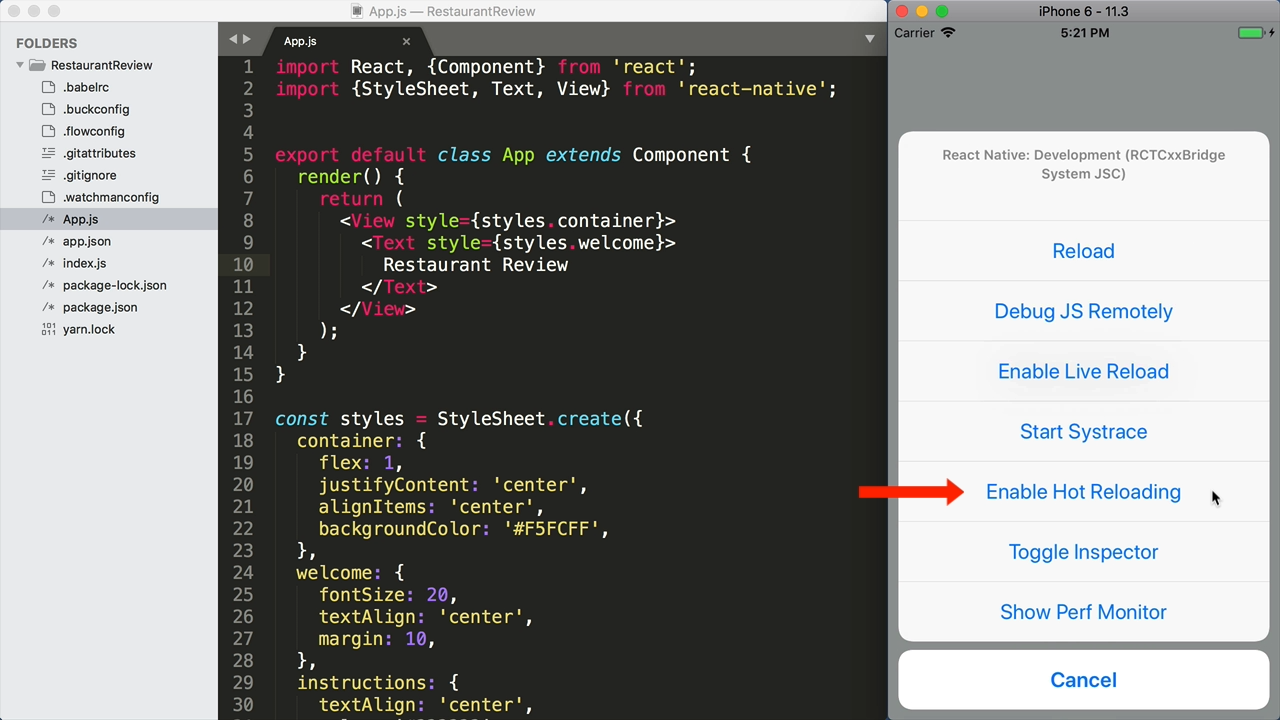 App.js — RestaurantReview
FOLDERS
RestaurantReview
.babelrc
.buckconfig
.flowconfig
.gitattributes
.gitignore
.watchmanconfig
/* App.js
/* app.json
/* index.js
/* package-lock.json
/* package.json
yarn.lock
App.js ×
1 import React, {Component} from 'react';
2 import {StyleSheet, Text, View} from 'react-native';
3
4
5 export default class App extends Component {
6 render() {
7 return (
8 <View style={styles.container}>
9 <Text style={styles.welcome}>
10 Restaurant Review
11 </Text>
12 </View>
13 );
14 }
15 }
16
17 const styles = StyleSheet.create({
18 container: {
19 flex: 1,
20 justifyContent: 'center',
21 alignItems: 'center',
22 backgroundColor: '#F5FCFF',
23 },
24 welcome: {
25 fontSize: 20,
26 textAlign: 'center',
27 margin: 10,
28 },
29 instructions: {
30 textAlign: 'center',
iPhone 6 - 11.3
Carrier 5:21 PM
React Native: Development (RCTCxxBridge
System JSC)
Reload
Debug JS Remotely
Enable Live Reload
Start Systrace
Enable Hot Reloading
Toggle Inspector
Show Perf Monitor
Cancel